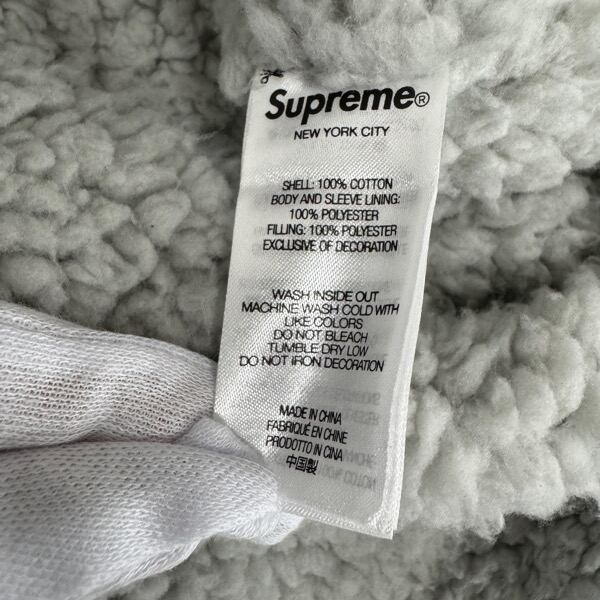 Supreme®
NEW YORK CITY
SHELL: 100% COTTON
BODY AND SLEEVE LINING:
100% POLYESTER
FILLING: 100% POLYESTER
EXCLUSIVE OF DECORATION
WASH INSIDE OUT
MACHINE WASH COLD WITH
LIKE COLORS
DO NOT BLEACH
TUMBLE DRY LOW
DO NOT IRON DECORATION
MADE IN CHINA
FABRIQUÉ EN CHINE
PRODOTTO IN CINA
中国製